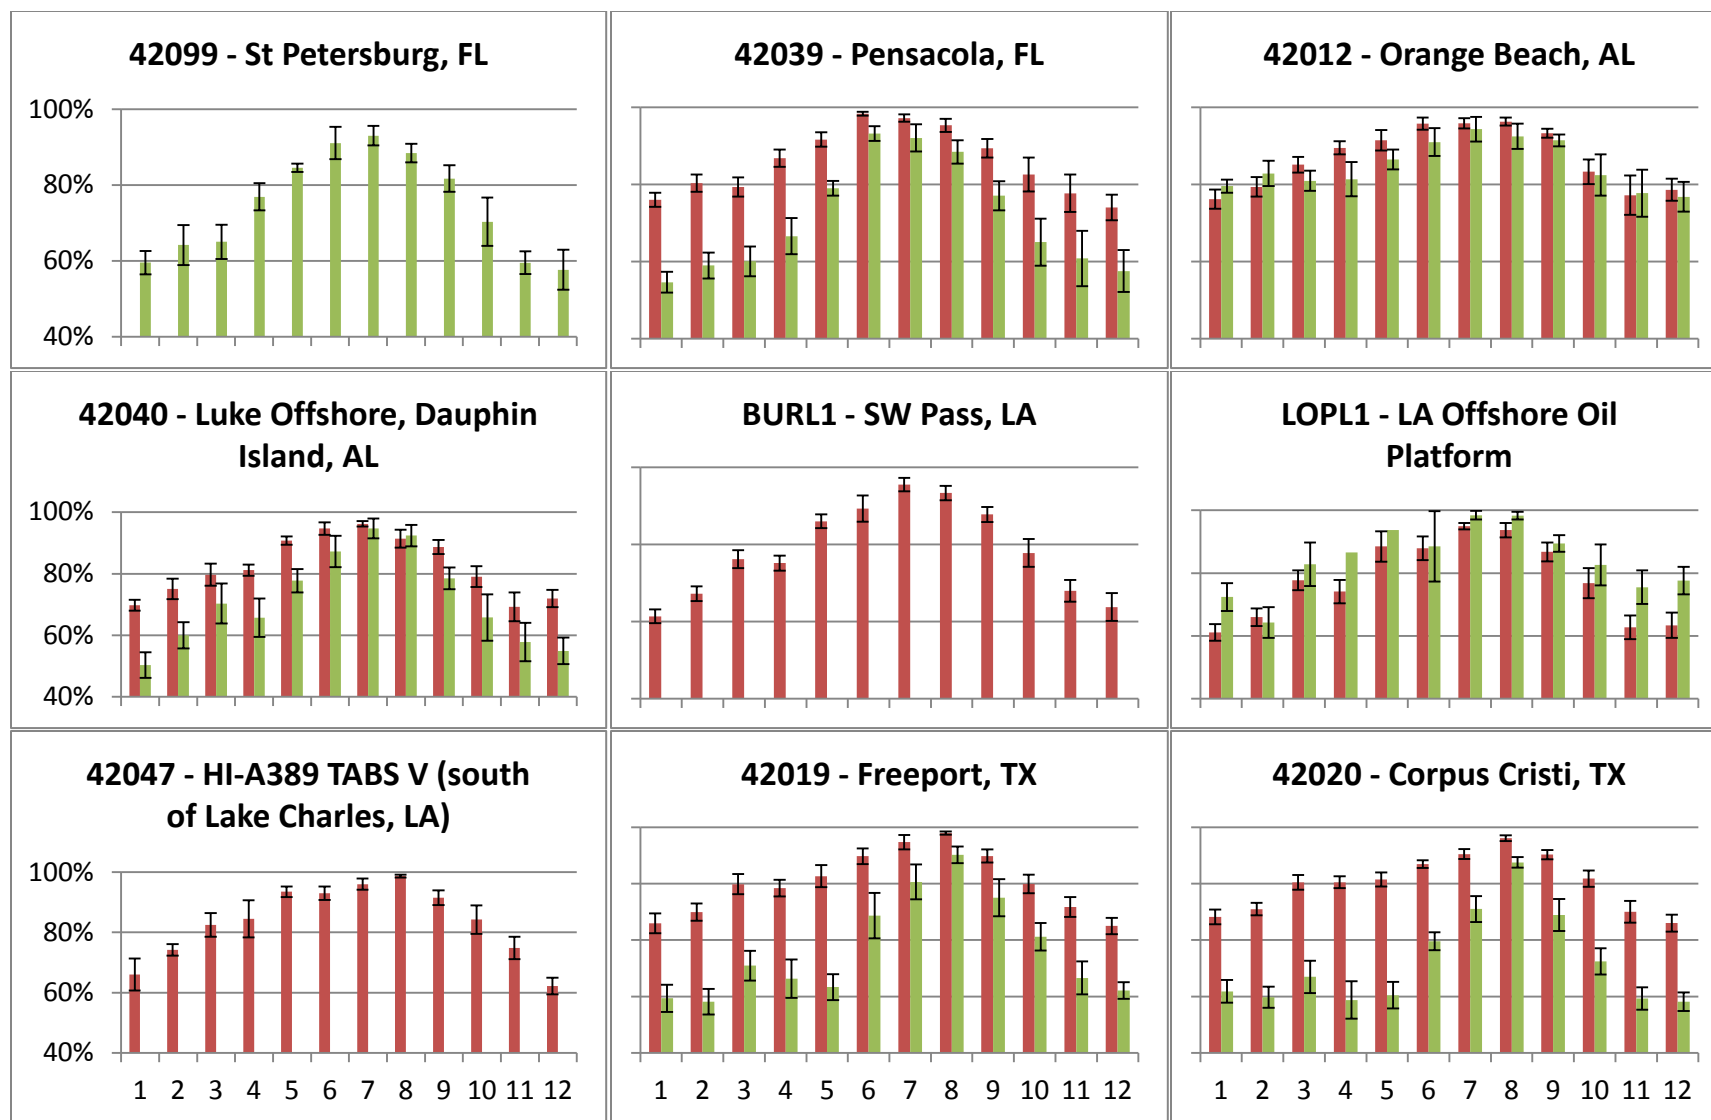 42099 - St Petersburg, FL
100%
80%
60%
40%
42039 - Pensacola, FL
42012 - Orange Beach, AL
42040 - Luke Offshore, Dauphin
Island, AL
100%
80%
60%
40%
BURL1 - SW Pass, LA
LOPL1 - LA Offshore Oil
Platform
42047 - HI-A389 TABS V (south
of Lake Charles, LA)
100%
80%
60%
40%
1 2 3 4 5 6 7 8 9 10 11 12
42019 - Freeport, TX
1 2 3 4 5 6 7 8 9 10 11 12
42020 - Corpus Cristi, TX
1 2 3 4 5 6 7 8 9 10 11 12